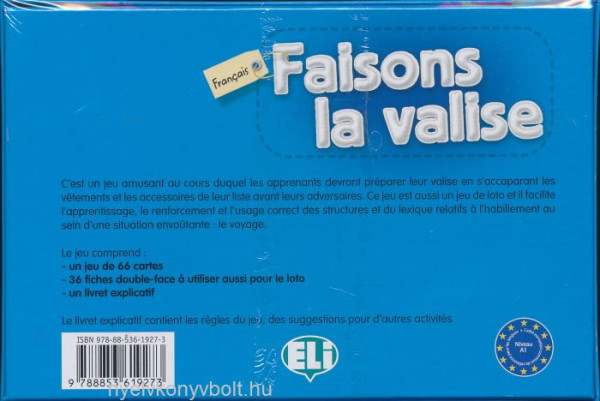 Français
Faisons
la valise
C'est un jeu amusant au cours duquel les apprenants devront préparer leur valise en s'accaparant les
vêtements et les accessoires de leur liste avant leurs adversaires. Ce jeu est aussi un jeu de loto et il facilite
l'apprentissage, le renforcement et l'usage correct des structures et du lexique relatifs à l'habillement au
sein d'une situation envoûtante : le voyage.
Le jeu comprend :
- un jeu de 66 cartes
- 36 fiches double-face à utiliser aussi pour le loto
- un livret explicatif
Le livret explicatif contient les règles du jeu, des suggestions pour d'autres activités.
ISBN 978-88-536-1927-3
9 788853 619273
ELi
Niveau
A1
nyelvkonyvbolt.hu